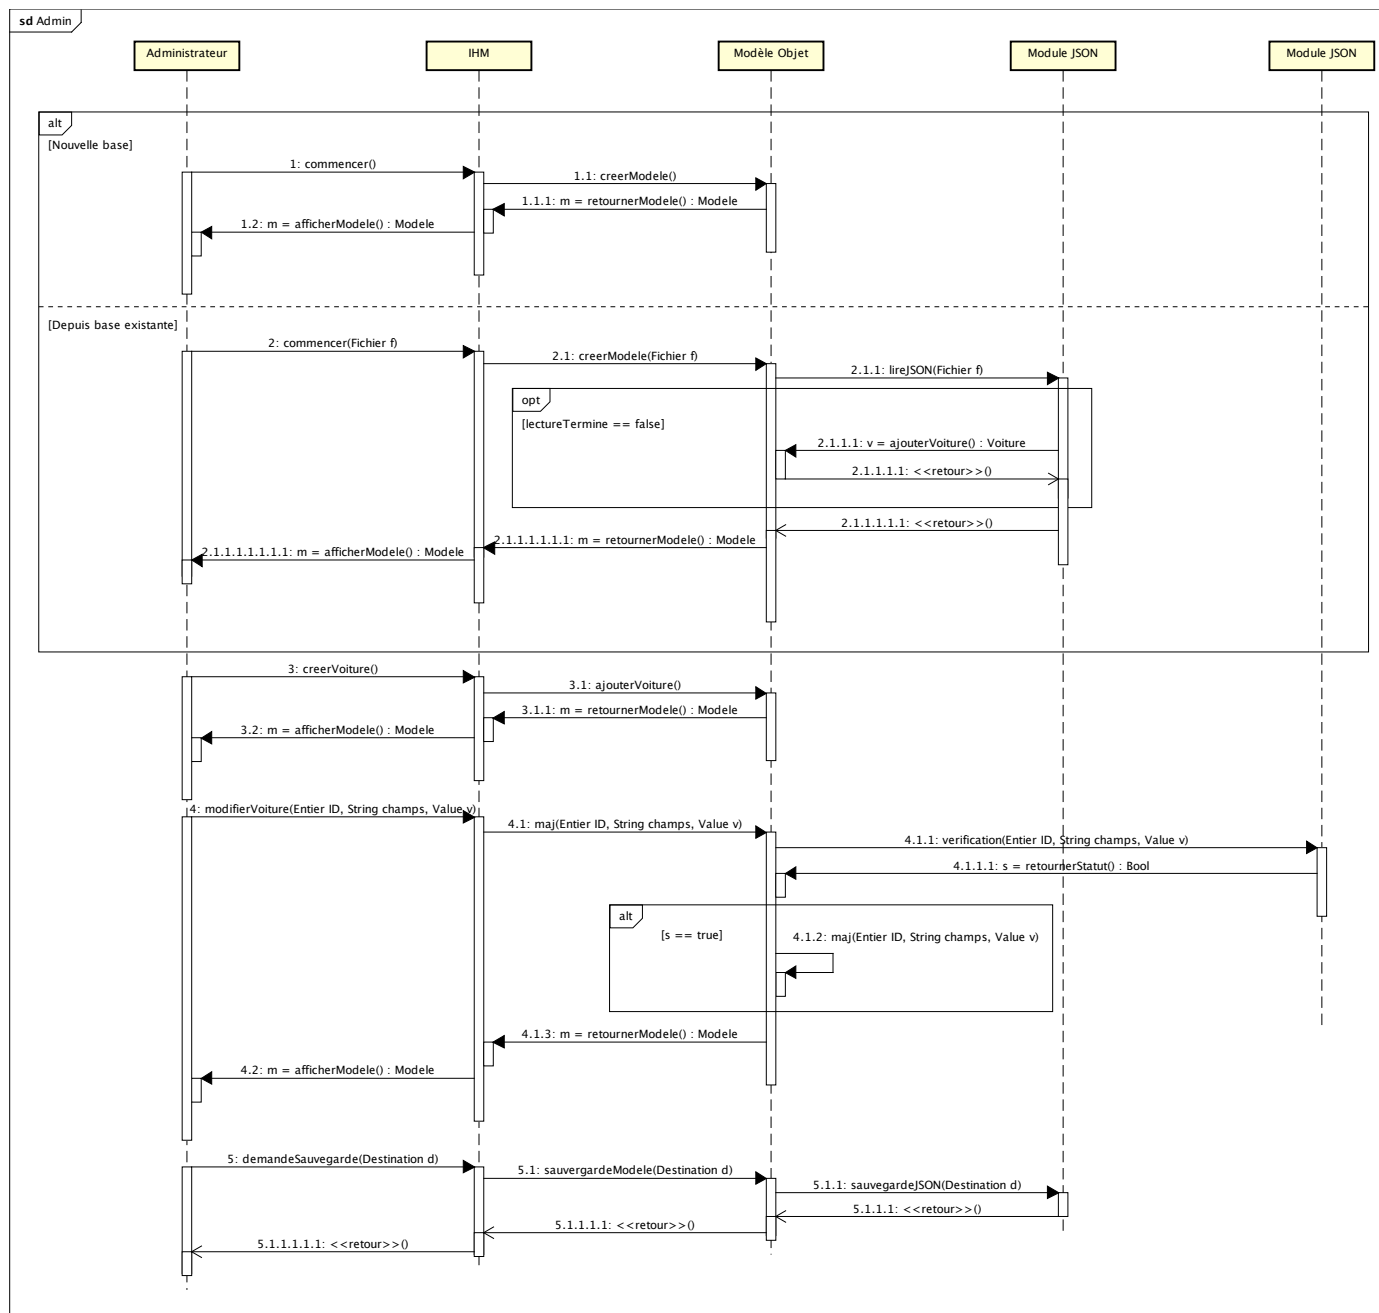 sd Admin
Administrateur
IHM
Modèle Objet
Module JSON
Module JSON
alt
[Nouvelle base]
1: commencer()
1.1: creerModele()
1.1.1: m = retournerModele() : Modele
1.2: m = afficherModele() : Modele
[Depuis base existante]
2: commencer(Fichier f)
2.1: creerModele(Fichier f)
2.1.1: lireJSON(Fichier f)
opt
[lectureTermine == false]
2.1.1.1: v = ajouterVoiture() : Voiture
2.1.1.1.1: <<retour>>()
2.1.1.1.1.1: <<retour>>()
2.1.1.1.1.1.1: m = retournerModele() : Modele
2.1.1.1.1.1.1.1: m = afficherModele() : Modele
3: creerVoiture()
3.1: ajouterVoiture()
3.1.1: m = retournerModele() : Modele
3.2: m = afficherModele() : Modele
4: modifierVoiture(Entier ID, String champs, Value v)
4.1: maj(Entier ID, String champs, Value v)
4.1.1: verification(Entier ID, String champs, Value v)
4.1.1.1: s = retournerStatut() : Bool
alt
[s == true]
4.1.2: maj(Entier ID, String champs, Value v)
4.1.3: m = retournerModele() : Modele
4.2: m = afficherModele() : Modele
5: demandeSauvegarde(Destination d)
5.1: sauvergardeModele(Destination d)
5.1.1: sauvegardeJSON(Destination d)
5.1.1.1: <<retour>>()
5.1.1.1.1: <<retour>>()
5.1.1.1.1.1: <<retour>>()